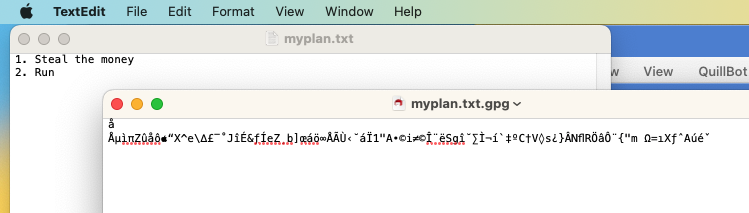 TextEdit File Edit Format View Window Help
myplan.txt
1. Steal the money
2. Run
w View QuillBot
myplan.txt.gpg
å